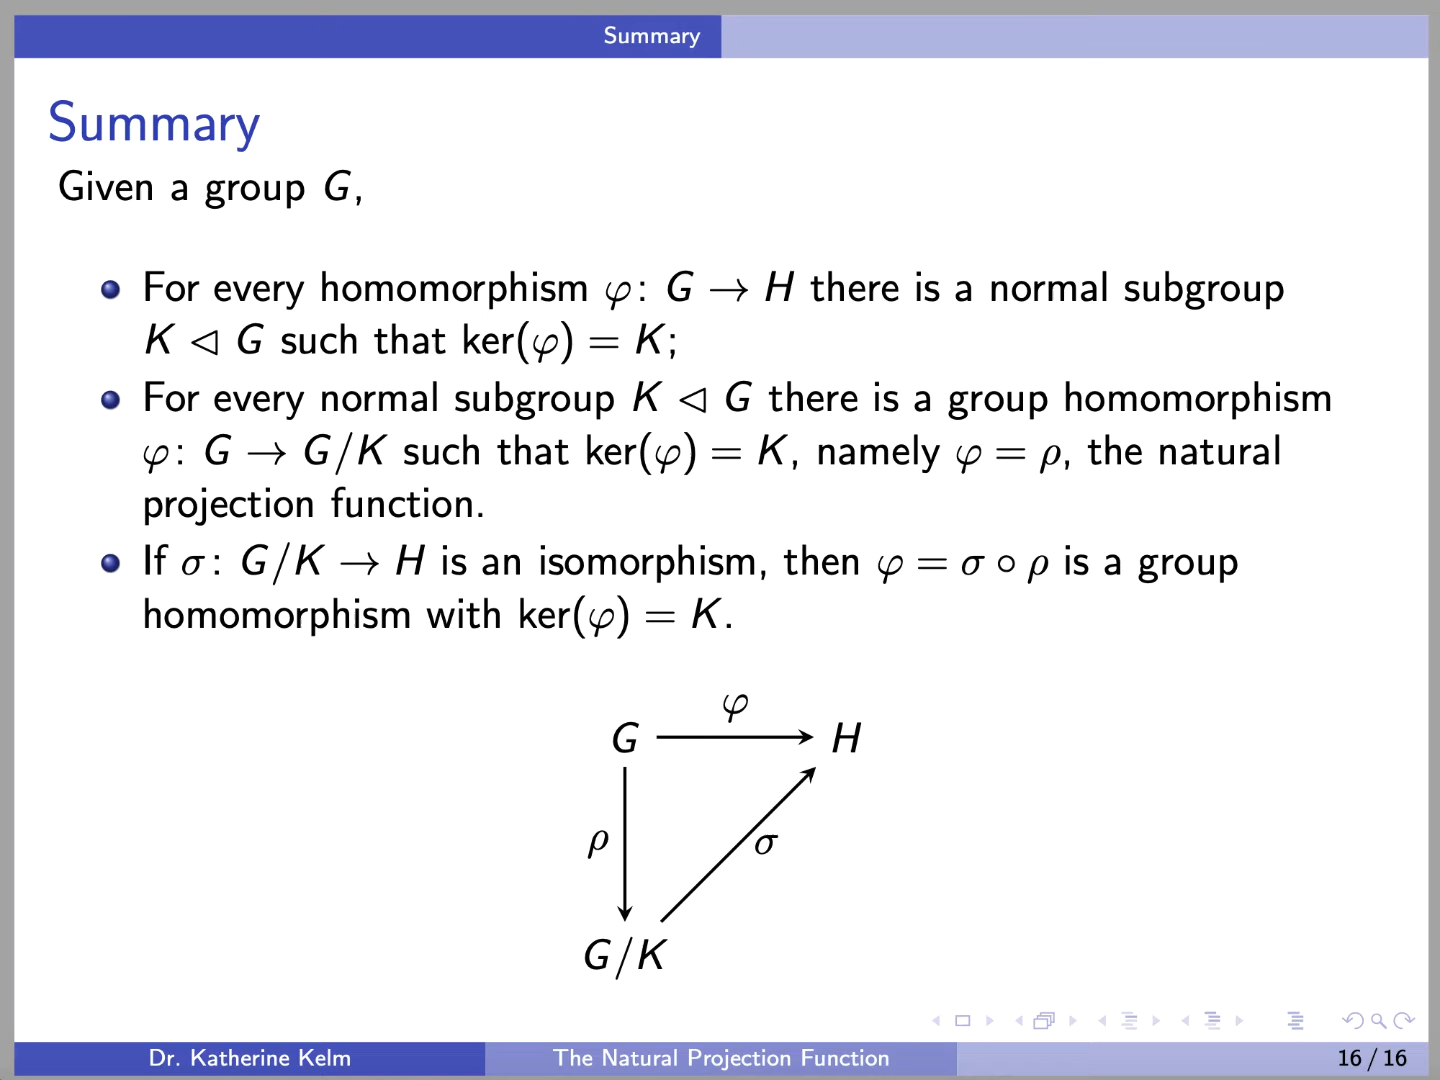 Summary
Summary
Given a group G,
For every homomorphism φ: G → H there is a normal subgroup
K ◁ G such that ker(φ) = K;
For every normal subgroup K ◁ G there is a group homomorphism
φ: G → G/K such that ker(φ) = K, namely φ = ρ, the natural
projection function.
If σ: G/K → H is an isomorphism, then φ = σ ∘ ρ is a group
homomorphism with ker(φ) = K.
φ
G H
ρ σ
G/K
Dr. Katherine Kelm The Natural Projection Function 16 / 16